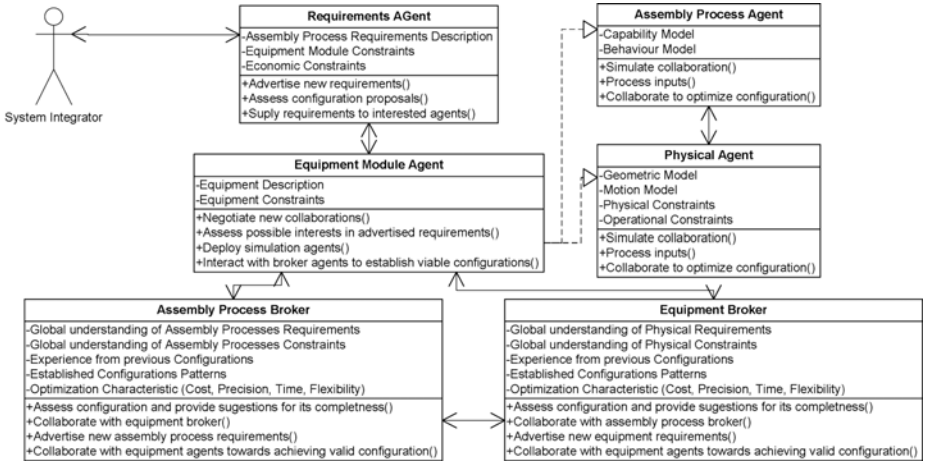 System Integrator
Requirements AGent
-Assembly Process Requirements Description
-Equipment Module Constraints
-Economic Constraints
+Advertise new requirements()
+Assess configuration proposals()
+Suply requirements to interested agents()
Assembly Process Agent
-Capability Model
-Behaviour Model
+Simulate collaboration()
+Process inputs()
+Collaborate to optimize configuration()
Equipment Module Agent
-Equipment Description
-Equipment Constraints
+Negotiate new collaborations()
+Assess possible interests in advertised requirements()
+Deploy simulation agents()
+Interact with broker agents to establish viable configurations()
Physical Agent
-Geometric Model
-Motion Model
-Physical Constraints
-Operational Constraints
+Simulate collaboration()
+Process inputs()
+Collaborate to optimize configuration()
Assembly Process Broker
-Global understanding of Assembly Processes Requirements
-Global understanding of Assembly Processes Constraints
-Experience from previous Configurations
-Established Configurations Patterns
-Optimization Characteristic (Cost, Precision, Time, Flexibility)
+Assess configuration and provide sugestions for its completness()
+Collaborate with equipment broker()
+Advertise new assembly process requirements()
+Collaborate with equipment agents towards achieving valid configuration()
Equipment Broker
-Global understanding of Physical Requirements
-Global understanding of Physical Constraints
-Experience from previous Configurations
-Established Configurations Patterns
-Optimization Characteristic (Cost, Precision, Time, Flexibility)
+Assess configuration and provide sugestions for its completness()
+Collaborate with assembly process broker()
+Advertise new equipment requirements()
+Collaborate with equipment agents towards achieving valid configuration()